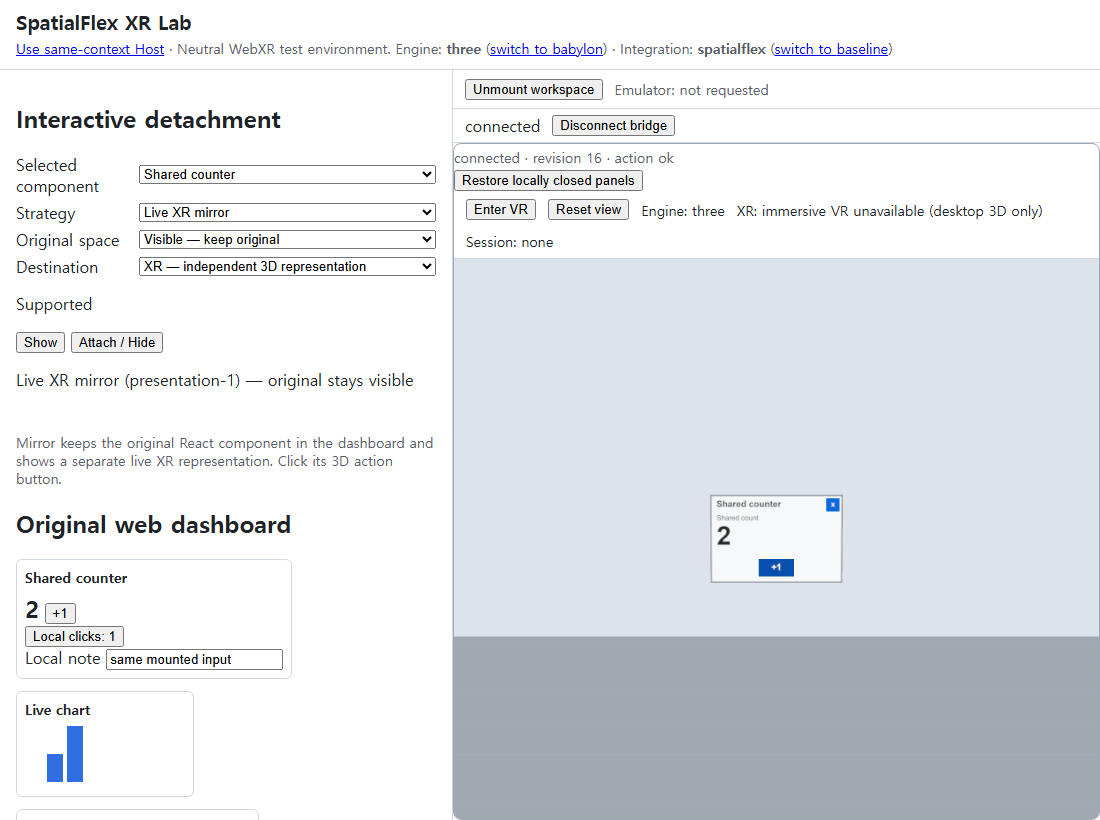 SpatialFlex XR Lab
Use same-context Host · Neutral WebXR test environment. Engine: three (switch to babylon) · Integration: spatialflex (switch to baseline)
Interactive detachment
Selected component
Shared counter
Strategy
Live XR mirror
Original space
Visible — keep original
Destination
XR — independent 3D representation
Supported
Show
Attach / Hide
Live XR mirror (presentation-1) — original stays visible
Mirror keeps the original React component in the dashboard and
shows a separate live XR representation. Click its 3D action
button.
Original web dashboard
Shared counter
2 +1
Local clicks: 1
Local note same mounted input
Live chart
Unmount workspace
Emulator: not requested
connected
Disconnect bridge
connected · revision 16 · action ok
Restore locally closed panels
Enter VR
Reset view
Engine: three
XR: immersive VR unavailable (desktop 3D only)
Session: none
Shared counter
x
Shared count
2
+1